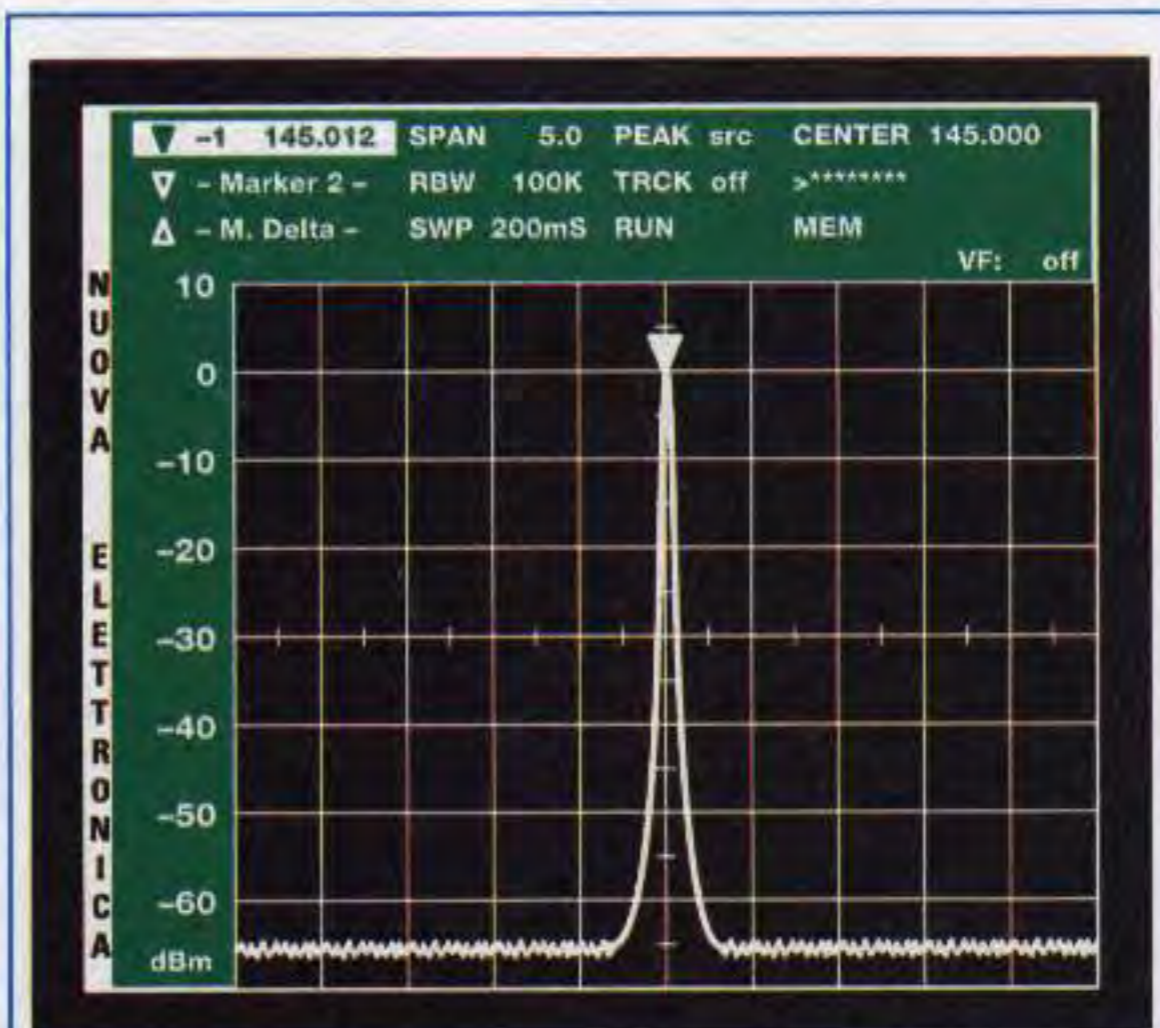 ▼ -1 145.012 SPAN 5.0 PEAK src CENTER 145.000
∇ - Marker 2 - RBW 100K TRCK off >********
Δ - M. Delta - SWP 200mS RUN MEM
VF: off
NUOVA ELETTRONICA
10
0
-10
-20
-30
-40
-50
-60
dBm